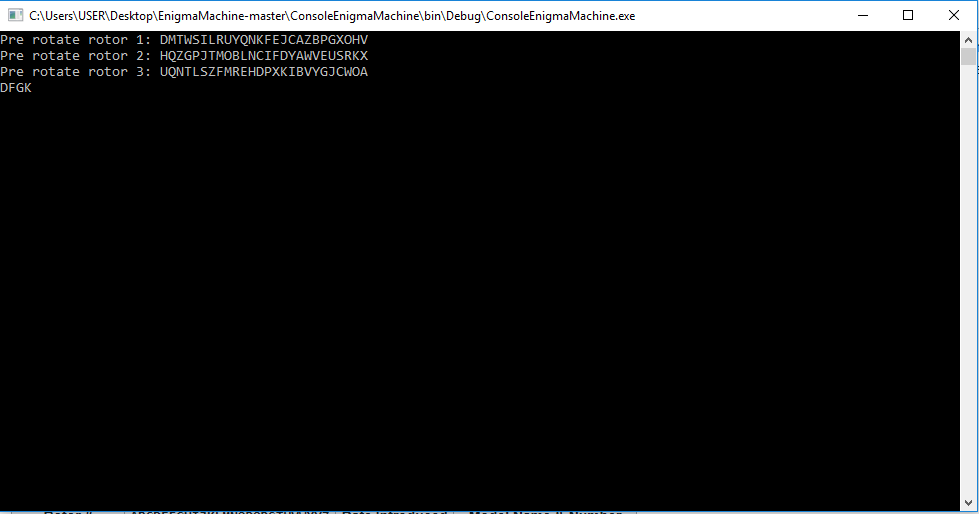 C:\Users\USER\Desktop\EnigmaMachine-master\ConsoleEnigmaMachine\bin\Debug\ConsoleEnigmaMachine.exe
Pre rotate rotor 1: DMTWSILRUYQNKFEJCAZBPGXOHV
Pre rotate rotor 2: HQZGPJTMOBLNCIFDYAWVEUSRKX
Pre rotate rotor 3: UQNTLSZFMREHDPXKIBVYGJCWOA
DFGK